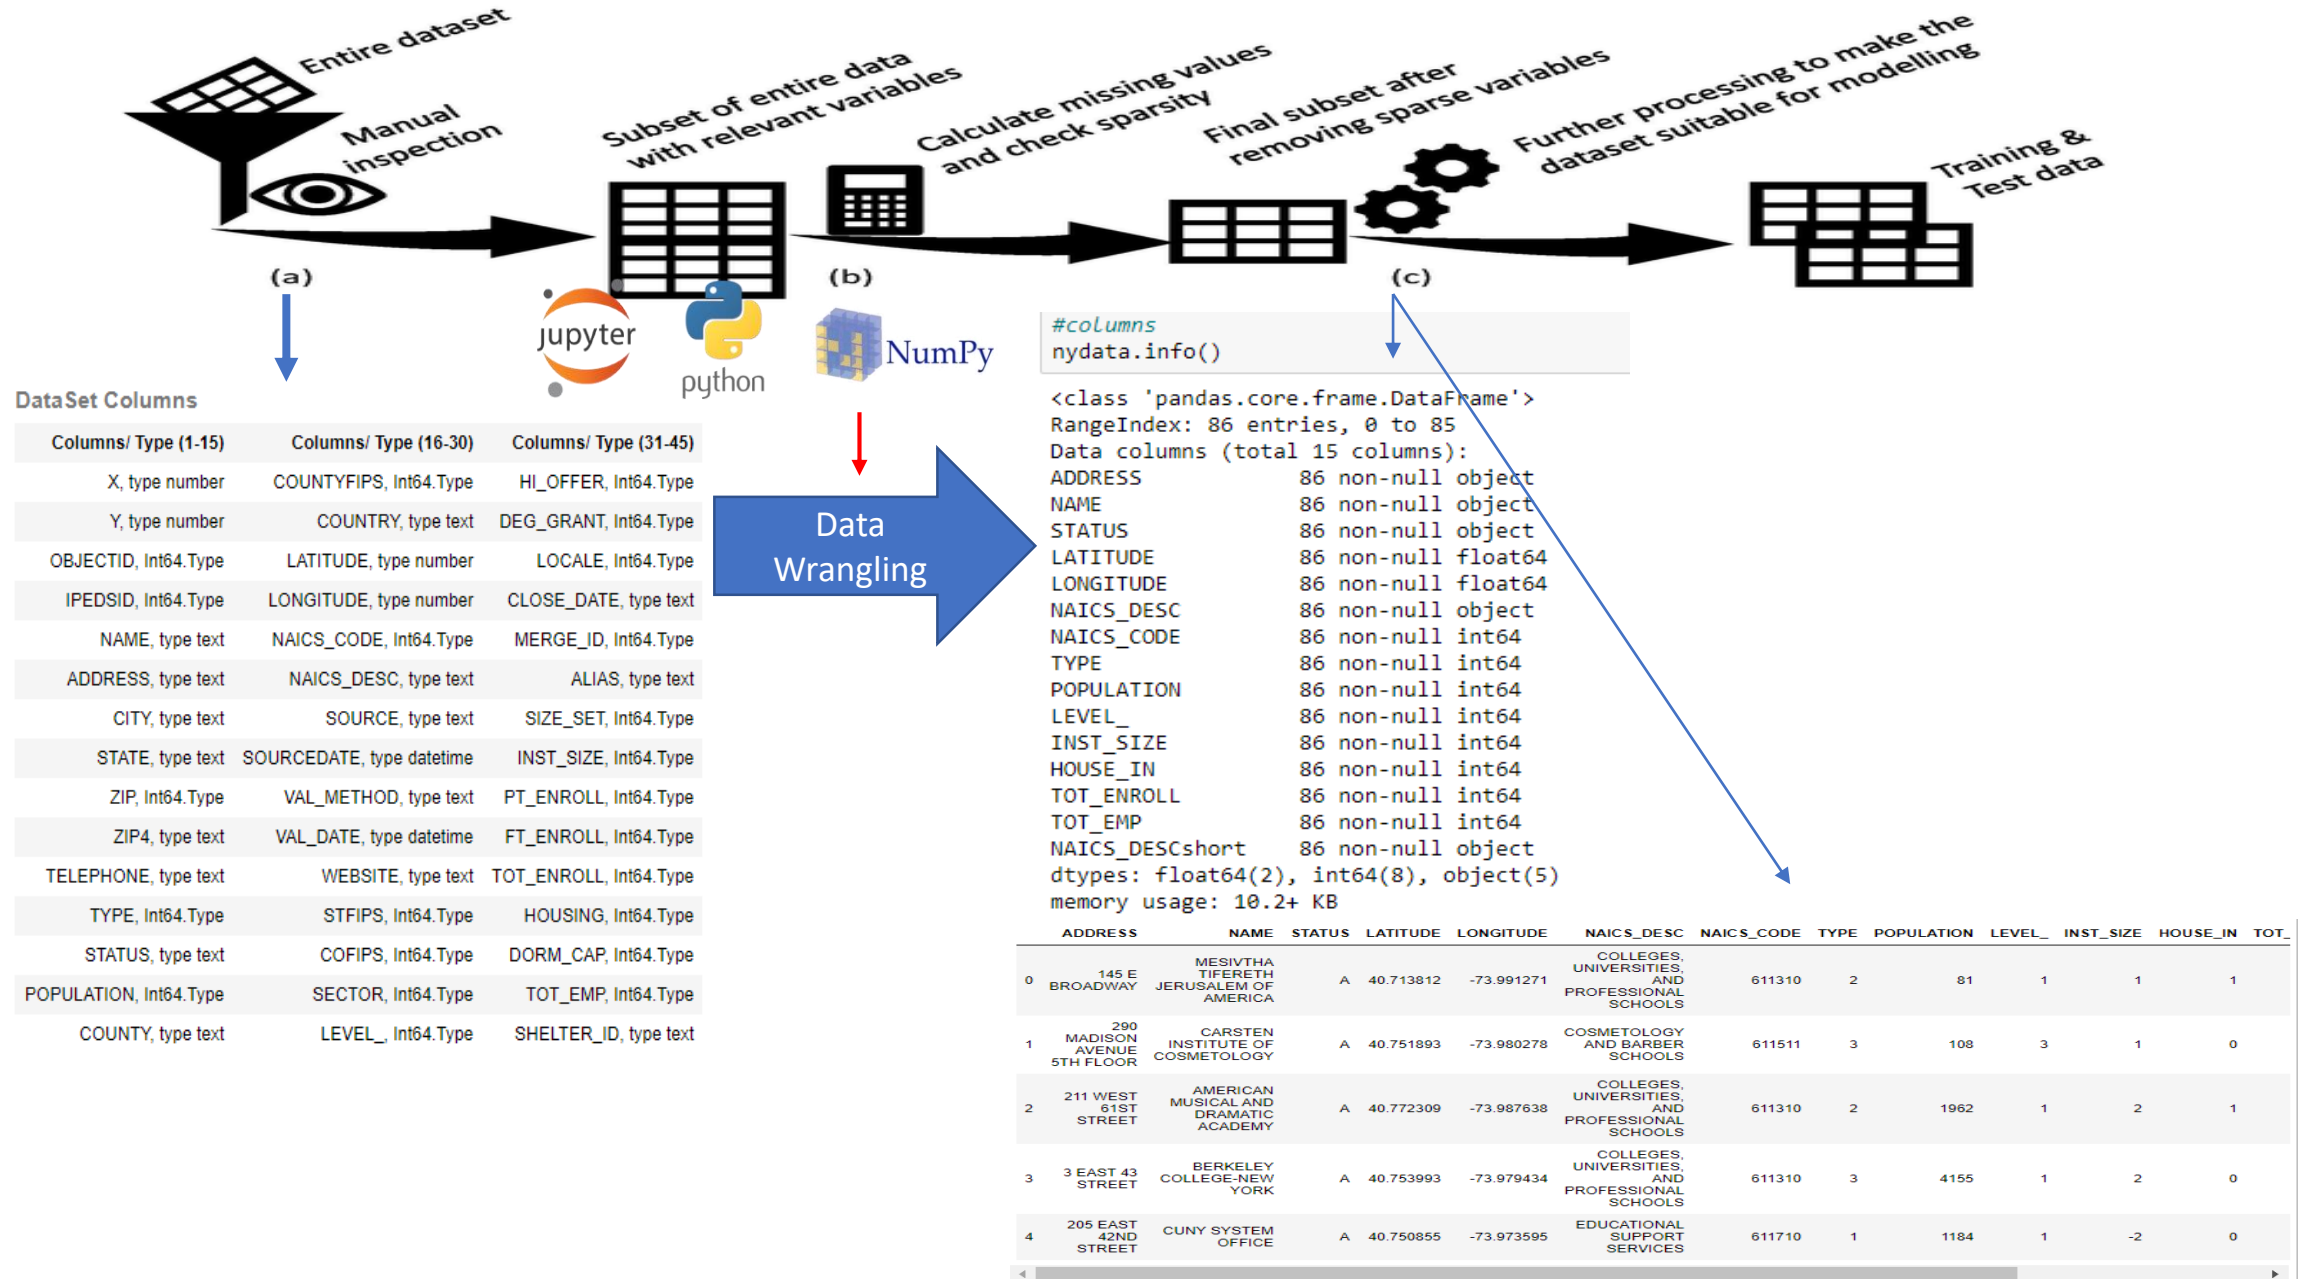 Entire dataset
Manual
inspection
Subset of entire data
with relevant variables
Calculate missing values
and check sparsity
Final subset after
removing sparse variables
Further processing to make the
dataset suitable for modelling
Training &
Test data
(a)
(b)
(c)
jupyter
python
NumPy
DataSet Columns
Columns/ Type (1-15) Columns/ Type (16-30) Columns/ Type (31-45)
X, type number COUNTYFIPS, Int64.Type HI_OFFER, Int64.Type
Y, type number COUNTRY, type text DEG_GRANT, Int64.Type
OBJECTID, Int64.Type LATITUDE, type number LOCALE, Int64.Type
IPEDSID, Int64.Type LONGITUDE, type number CLOSE_DATE, type text
NAME, type text NAICS_CODE, Int64.Type MERGE_ID, Int64.Type
ADDRESS, type text NAICS_DESC, type text ALIAS, type text
CITY, type text SOURCE, type text SIZE_SET, Int64.Type
STATE, type text SOURCEDATE, type datetime INST_SIZE, Int64.Type
ZIP, Int64.Type VAL_METHOD, type text PT_ENROLL, Int64.Type
ZIP4, type text VAL_DATE, type datetime FT_ENROLL, Int64.Type
TELEPHONE, type text WEBSITE, type text TOT_ENROLL, Int64.Type
TYPE, Int64.Type STFIPS, Int64.Type HOUSING, Int64.Type
STATUS, type text COFIPS, Int64.Type DORM_CAP, Int64.Type
POPULATION, Int64.Type SECTOR, Int64.Type TOT_EMP, Int64.Type
COUNTY, type text LEVEL_, Int64.Type SHELTER_ID, type text
Data
Wrangling
#columns
nydata.info()
<class 'pandas.core.frame.DataFrame'>
RangeIndex: 86 entries, 0 to 85
Data columns (total 15 columns):
ADDRESS 86 non-null object
NAME 86 non-null object
STATUS 86 non-null object
LATITUDE 86 non-null float64
LONGITUDE 86 non-null float64
NAICS_DESC 86 non-null object
NAICS_CODE 86 non-null int64
TYPE 86 non-null int64
POPULATION 86 non-null int64
LEVEL_ 86 non-null int64
INST_SIZE 86 non-null int64
HOUSE_IN 86 non-null int64
TOT_ENROLL 86 non-null int64
TOT_EMP 86 non-null int64
NAICS_DESCshort 86 non-null object
dtypes: float64(2), int64(8), object(5)
memory usage: 10.2+ KB
ADDRESS NAME STATUS LATITUDE LONGITUDE NAICS_DESC NAICS_CODE TYPE POPULATION LEVEL_ INST_SIZE HOUSE_IN TOT_
0 145 E BROADWAY MESIVTHA TIFERETH JERUSALEM OF AMERICA A 40.713812 -73.991271 COLLEGES, UNIVERSITIES, AND PROFESSIONAL SCHOOLS 611310 2 81 1 1 1
1 290 MADISON AVENUE 5TH FLOOR CARSTEN INSTITUTE OF COSMETOLOGY A 40.751893 -73.980278 COSMETOLOGY AND BARBER SCHOOLS 611511 3 108 3 1 0
2 211 WEST 61ST STREET AMERICAN MUSICAL AND DRAMATIC ACADEMY A 40.772309 -73.987638 COLLEGES, UNIVERSITIES, AND PROFESSIONAL SCHOOLS 611310 2 1962 1 2 1
3 3 EAST 43 STREET BERKELEY COLLEGE-NEW YORK A 40.753993 -73.979434 COLLEGES, UNIVERSITIES, AND PROFESSIONAL SCHOOLS 611310 3 4155 1 2 0
4 205 EAST 42ND STREET CUNY SYSTEM OFFICE A 40.750855 -73.973595 EDUCATIONAL SUPPORT SERVICES 611710 1 1184 1 -2 0